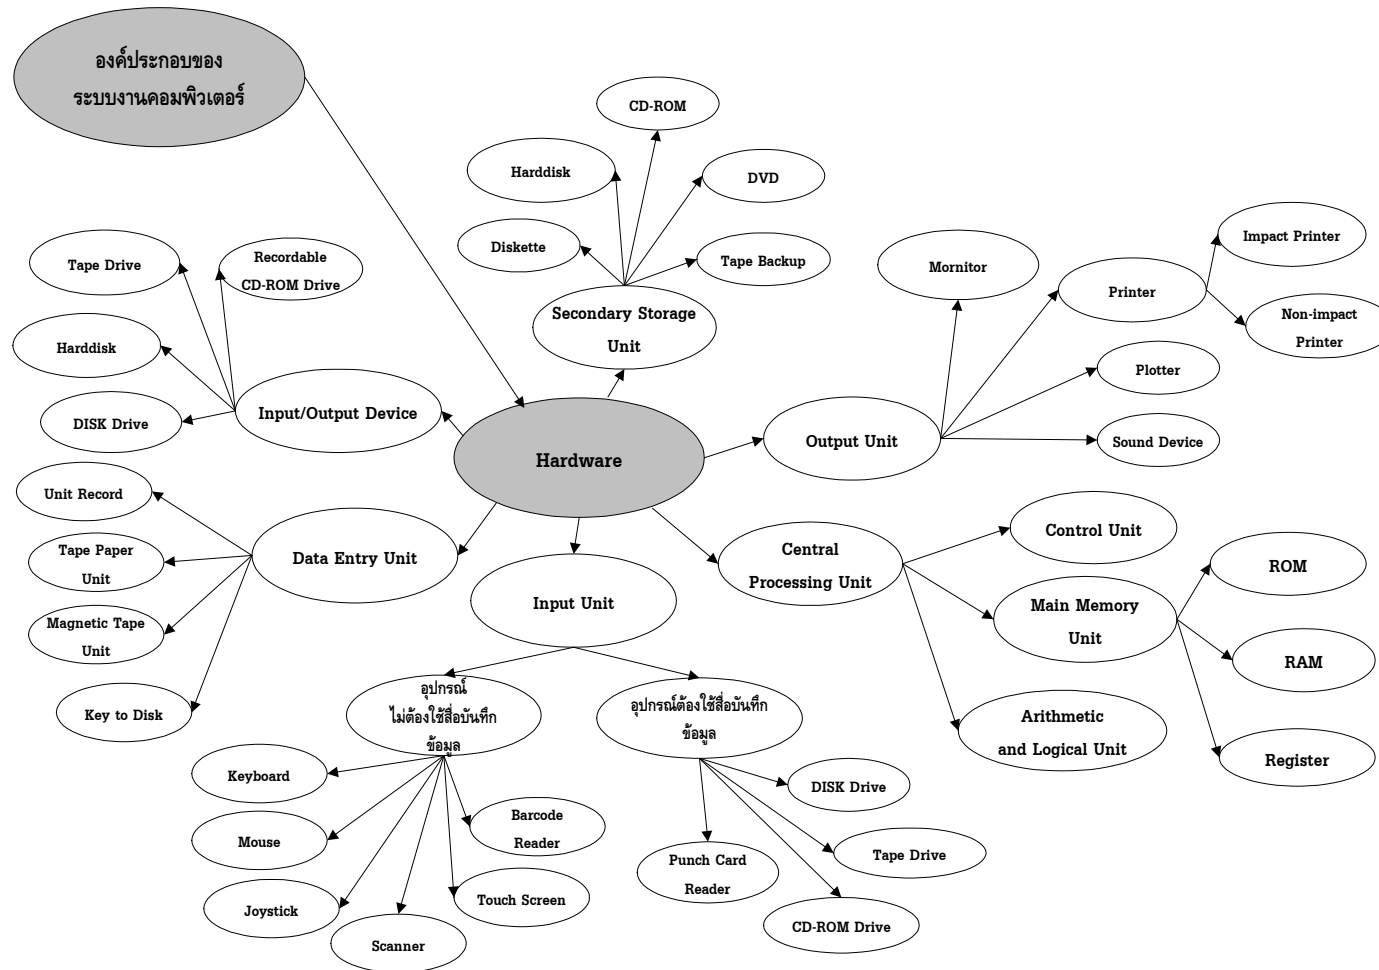 องค์ประกอบของ
ระบบงานคอมพิวเตอร์
CD-ROM
Harddisk
DVD
Diskette
Tape Backup
Secondary Storage
Unit
Tape Drive
Recordable
CD-ROM Drive
Harddisk
DISK Drive
Input/Output Device
Mornitor
Printer
Impact Printer
Non-impact
Printer
Plotter
Sound Device
Output Unit
Hardware
Unit Record
Tape Paper
Unit
Magnetic Tape
Unit
Key to Disk
Data Entry Unit
Input Unit
Central
Processing Unit
Control Unit
Main Memory
Unit
Arithmetic
and Logical Unit
ROM
RAM
Register
อุปกรณ์
ไม่ต้องใช้สื่อบันทึก
ข้อมูล
อุปกรณ์ต้องใช้สื่อบันทึก
ข้อมูล
Keyboard
Mouse
Joystick
Scanner
Touch Screen
Barcode
Reader
DISK Drive
Tape Drive
Punch Card
Reader
CD-ROM Drive